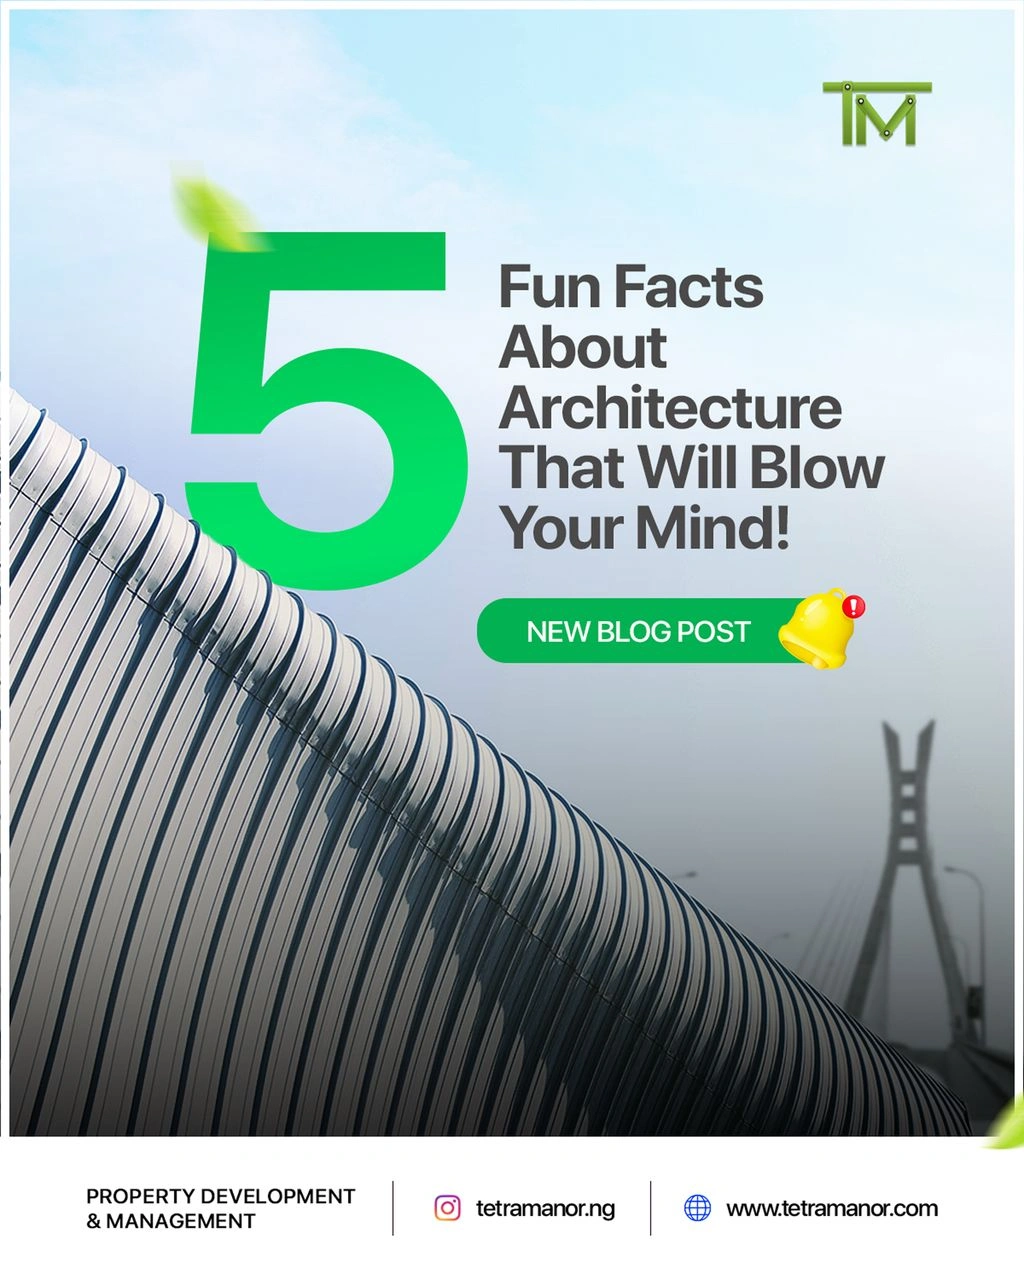 TM
5
Fun Facts
About
Architecture
That Will Blow
Your Mind!
NEW BLOG POST
PROPERTY DEVELOPMENT
& MANAGEMENT
tetramanor.ng
www.tetramanor.com